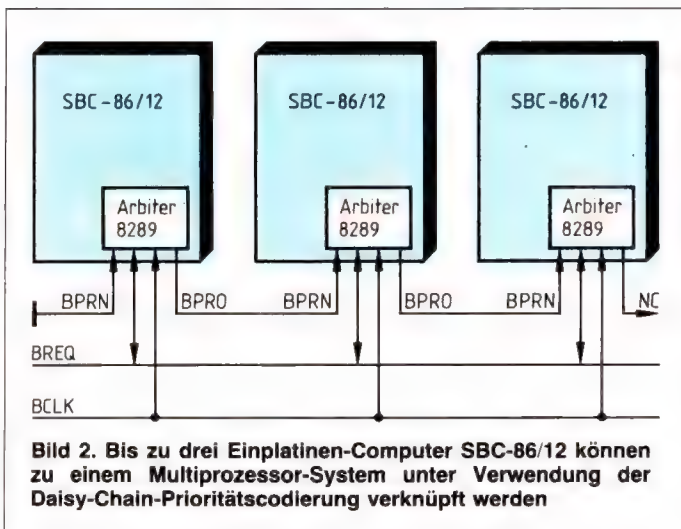 SBC-86/12 SBC-86/12 SBC-86/12
Arbiter 8289 Arbiter 8289 Arbiter 8289
BPRN BPRO BPRN BPRO BPRN NC
BREQ
BCLK
Bild 2. Bis zu drei Einplatinen-Computer SBC-86/12 können
zu einem Multiprozessor-System unter Verwendung der
Daisy-Chain-Prioritätscodierung verknüpft werden